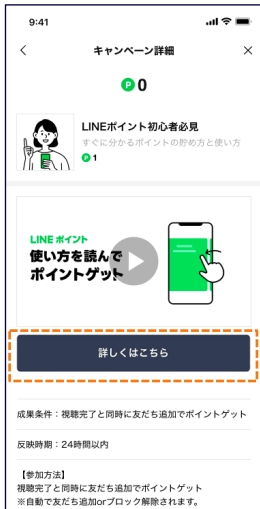 9:41
キャンペーン詳細
P 0
LINEポイント初心者必見
すぐに分かるポイントの貯め方と使い方
P 1
LINE ポイント
使い方を読んで
ポイントゲット
詳しくはこちら
成果条件：視聴完了と同時に友だち追加でポイントゲット
反映時期：24時間以内
【参加方法】
視聴完了と同時に友だち追加でポイントゲット
※自動で友だち追加orブロック解除されます。